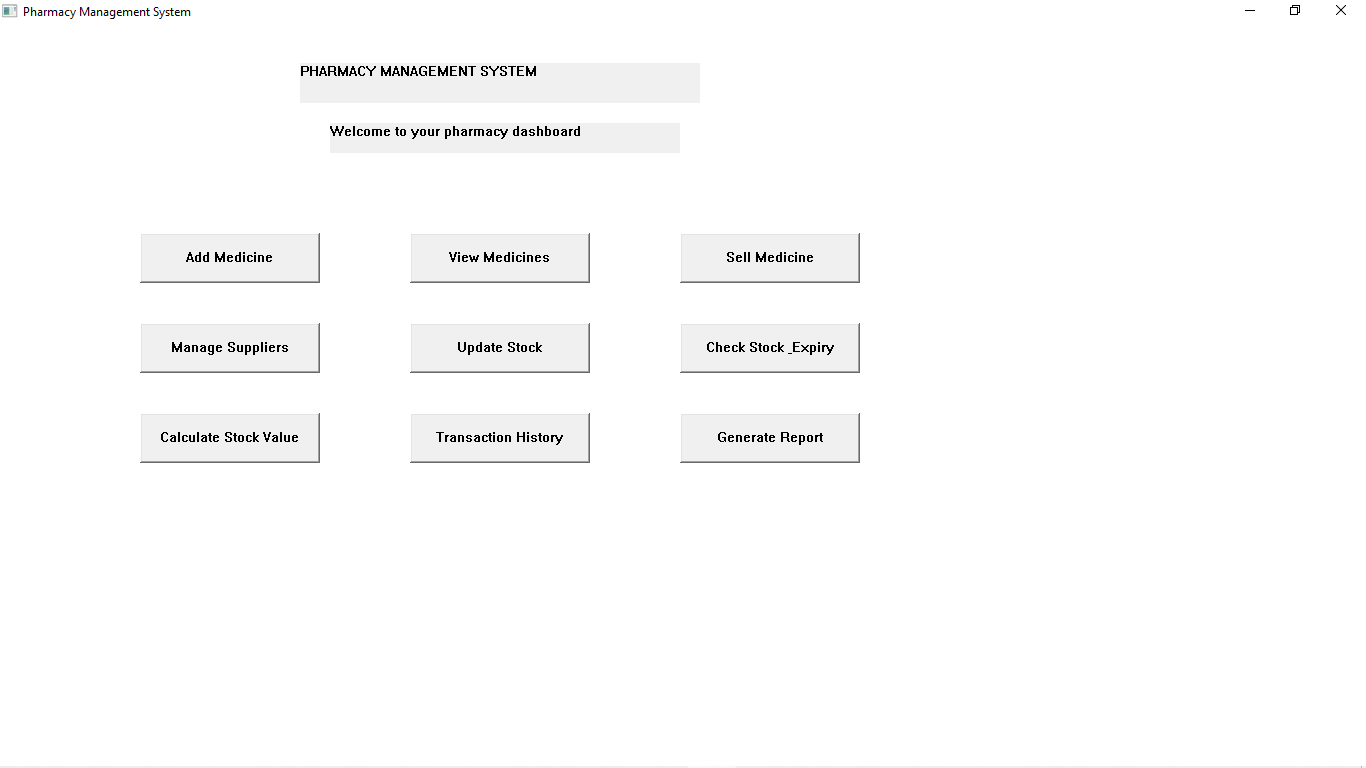 Pharmacy Management System
PHARMACY MANAGEMENT SYSTEM
Welcome to your pharmacy dashboard
Add Medicine
View Medicines
Sell Medicine
Manage Suppliers
Update Stock
Check Stock _Expiry
Calculate Stock Value
Transaction History
Generate Report